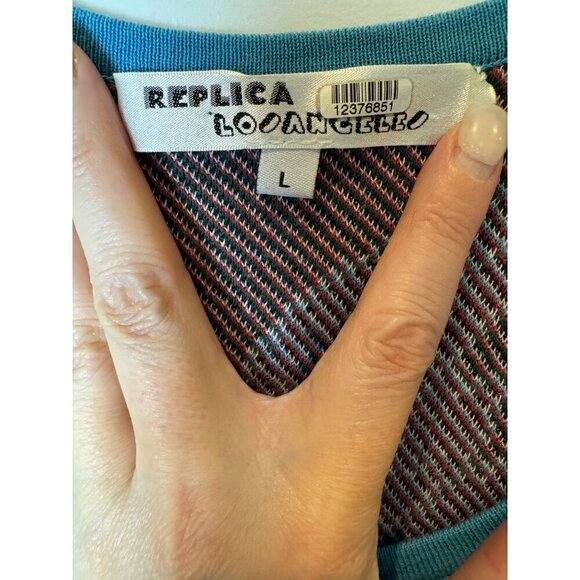 REPLICA
12376851
LOS ANGELES
L